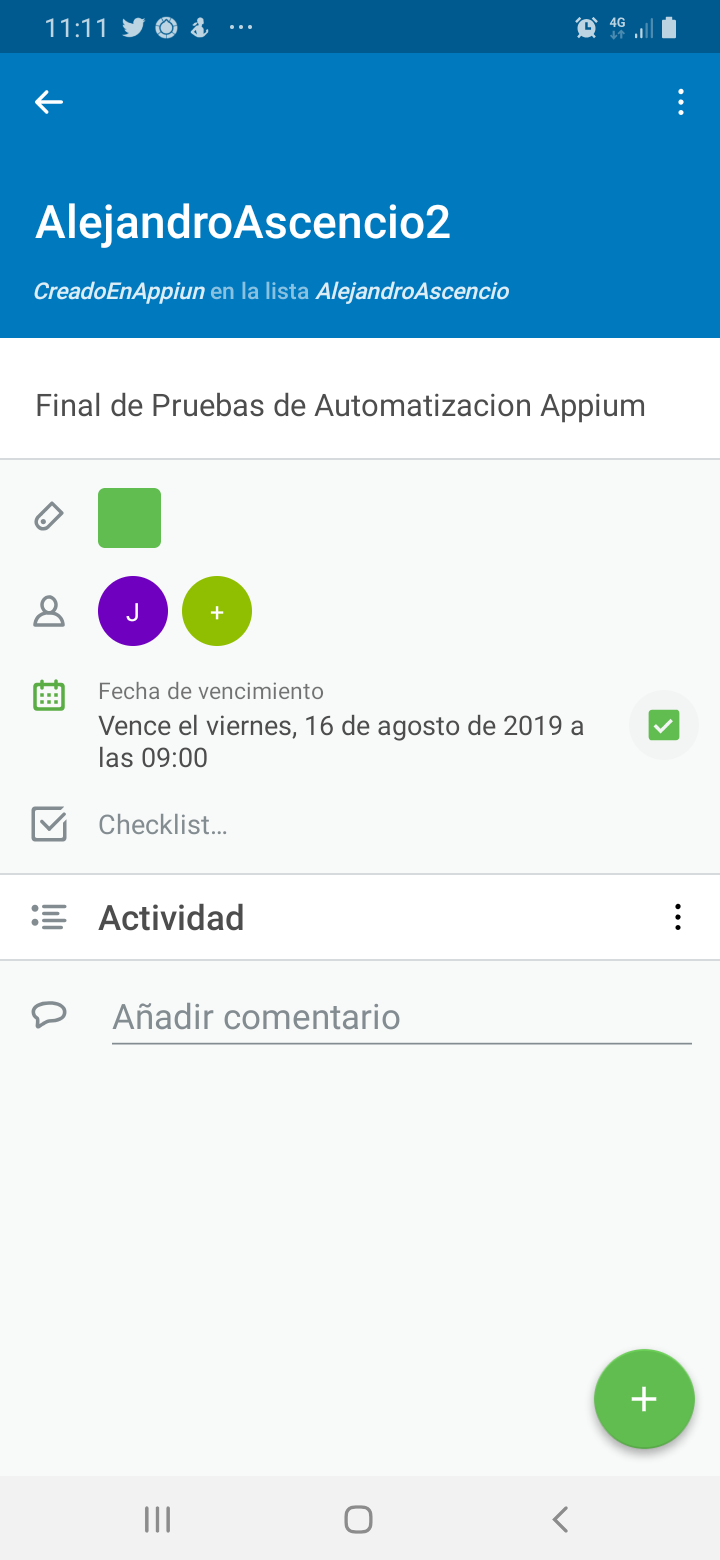 11:11
4G
AlejandroAscencio2
CreadoEnAppiun en la lista AlejandroAscencio
Final de Pruebas de Automatizacion Appium
J +
Fecha de vencimiento
Vence el viernes, 16 de agosto de 2019 a
las 09:00
Checklist...
Actividad
Añadir comentario
+